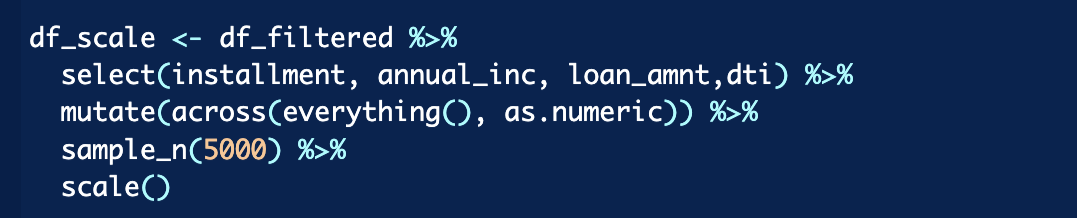 df_scale <- df_filtered %>%
  select(installment, annual_inc, loan_amnt,dti) %>%
  mutate(across(everything(), as.numeric)) %>%
  sample_n(5000) %>%
  scale()